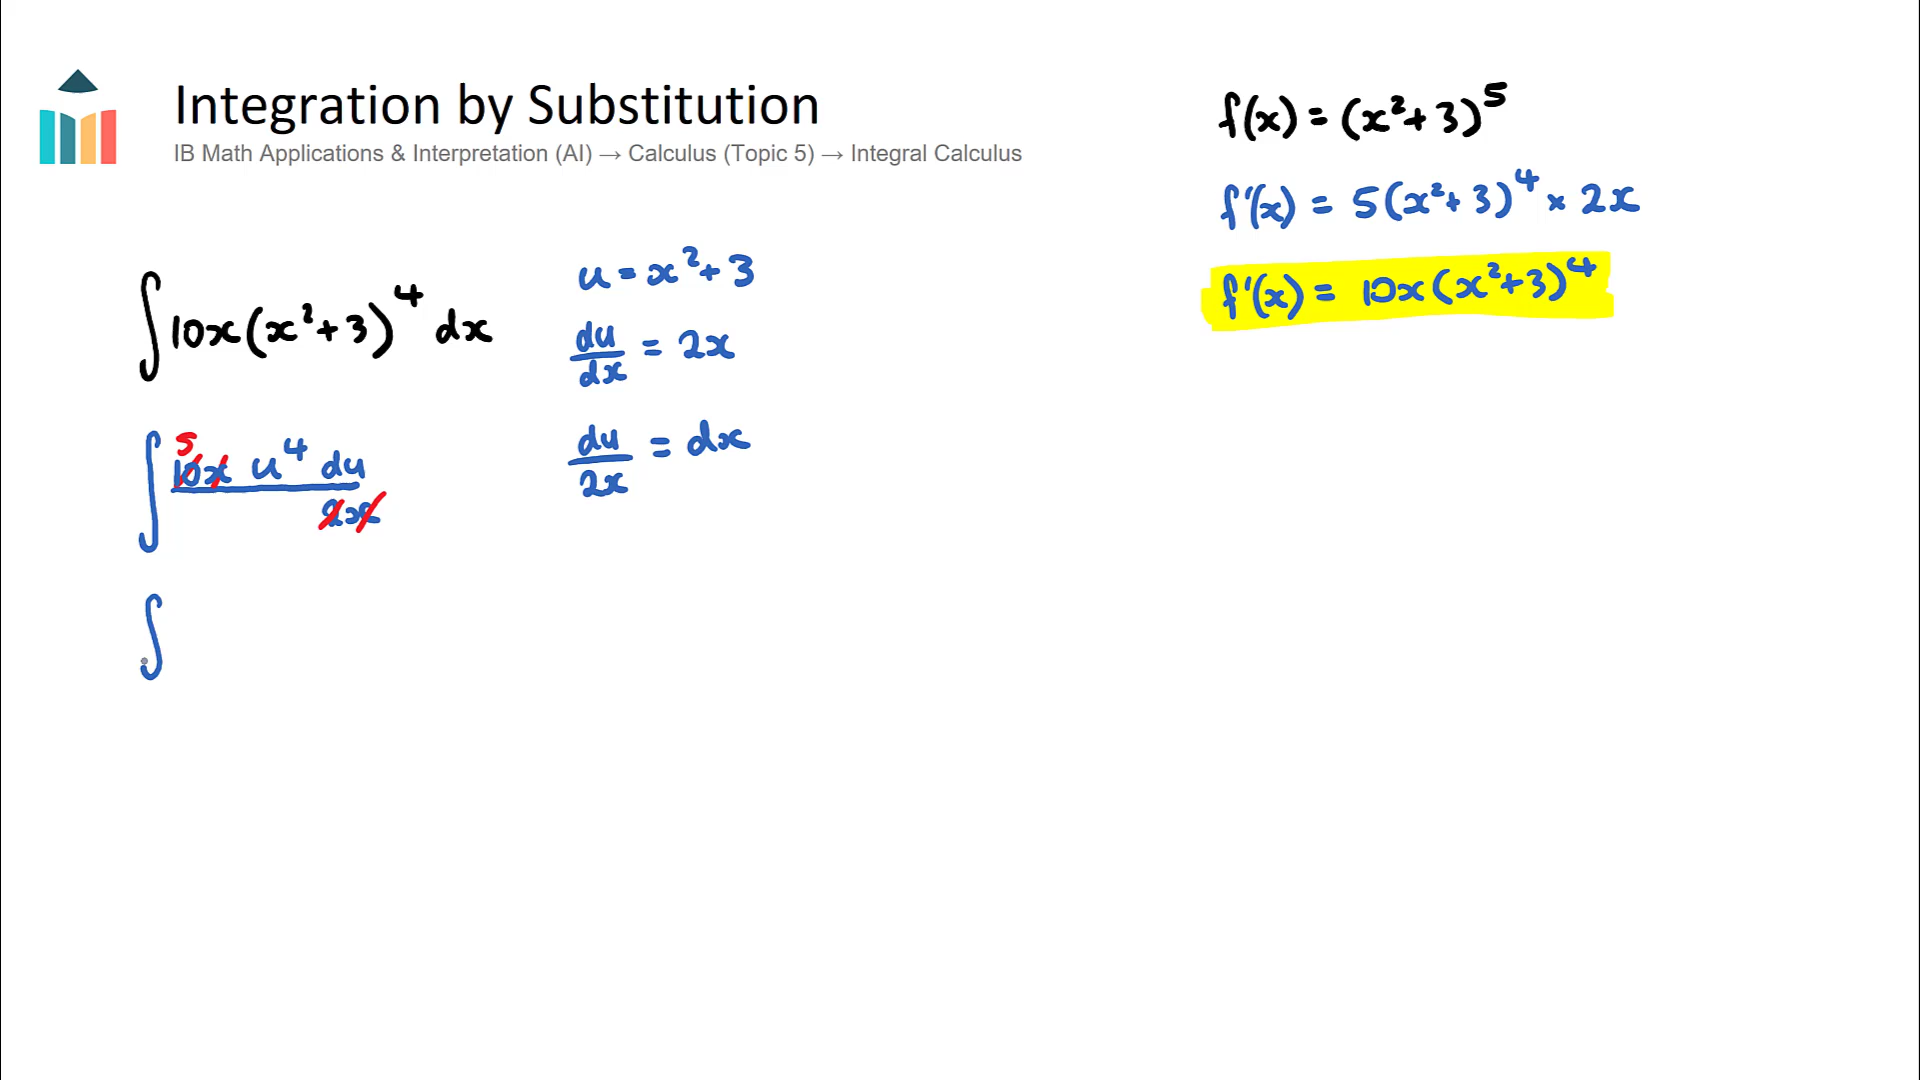 Integration by Substitution
IB Math Applications & Interpretation (AI) → Calculus (Topic 5) → Integral Calculus
∫10x(x²+3)⁴ dx
∫ 5 10x u⁴ du
2x
∫
u = x²+3
du/dx = 2x
du/2x = dx
f(x) = (x²+3)⁵
f'(x) = 5(x²+3)⁴ × 2x
f'(x) = 10x(x²+3)⁴